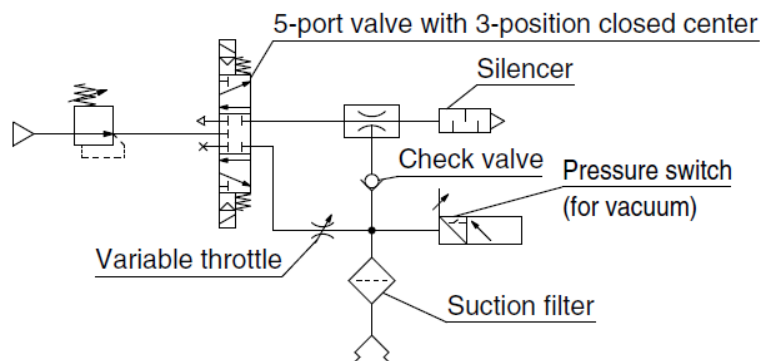 5-port valve with 3-position closed center
Silencer
Check valve
Pressure switch
(for vacuum)
Variable throttle
Suction filter